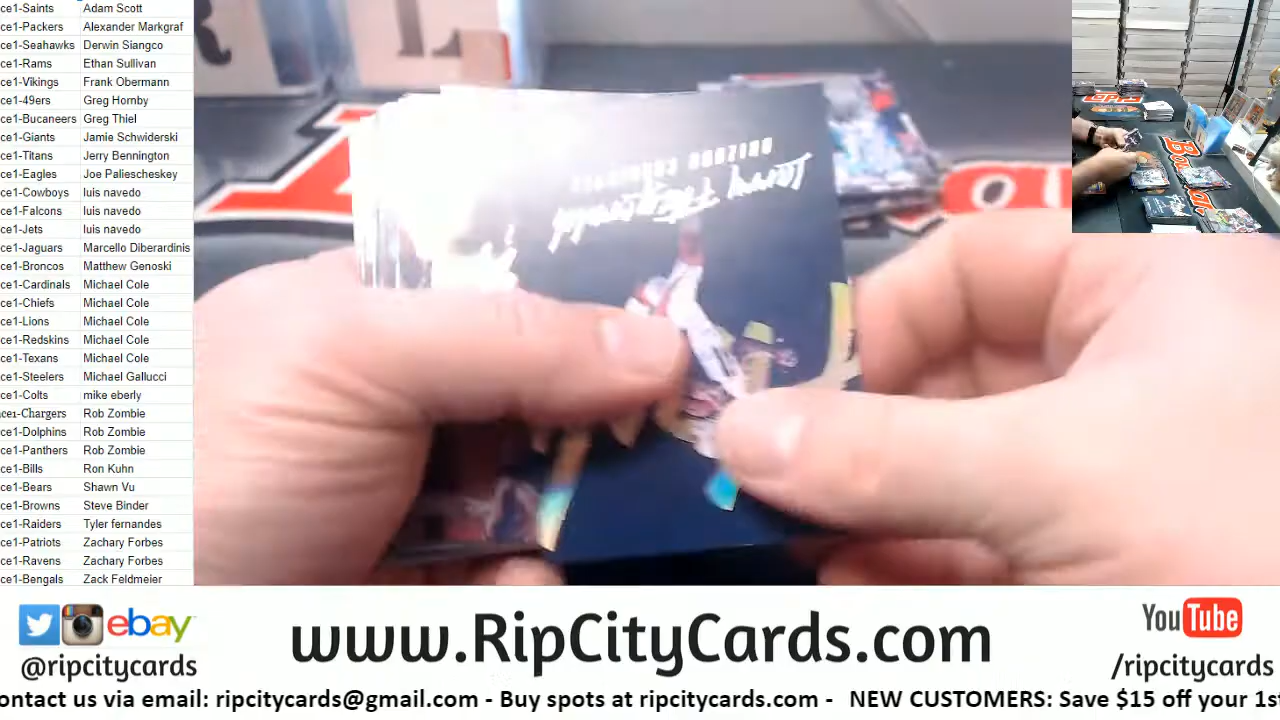 ce1-Saints Adam Scott
ce1-Packers Alexander Markgraf
ce1-Seahawks Derwin Siangco
ce1-Rams Ethan Sullivan
ce1-Vikings Frank Obermann
ce1-49ers Greg Hornby
ce1-Bucaneers Greg Thiel
ce1-Giants Jamie Schwiderski
ce1-Titans Jerry Bennington
ce1-Eagles Joe Paliescheskey
ce1-Cowboys luis navedo
ce1-Falcons luis navedo
ce1-Jets luis navedo
ce1-Jaguars Marcello Diberardinis
ce1-Broncos Matthew Genoski
ce1-Cardinals Michael Cole
ce1-Chiefs Michael Cole
ce1-Lions Michael Cole
ce1-Redskins Michael Cole
ce1-Texans Michael Cole
ce1-Steelers Michael Gallucci
ce1-Colts mike eberly
ce1-Chargers Rob Zombie
ce1-Dolphins Rob Zombie
ce1-Panthers Rob Zombie
ce1-Bills Ron Kuhn
ce1-Bears Shawn Vu
ce1-Browns Steve Binder
ce1-Raiders Tyler fernandes
ce1-Patriots Zachary Forbes
ce1-Ravens Zachary Forbes
ce1-Bengals Zack Feldmeier
ARIZONA CARDINALS
Larry Fitzgerald
ebay
@ripcitycards
www.RipCityCards.com
YouTube
/ripcitycards
ontact us via email: ripcitycards@gmail.com - Buy spots at ripcitycards.com - NEW CUSTOMERS: Save $15 off your 1s